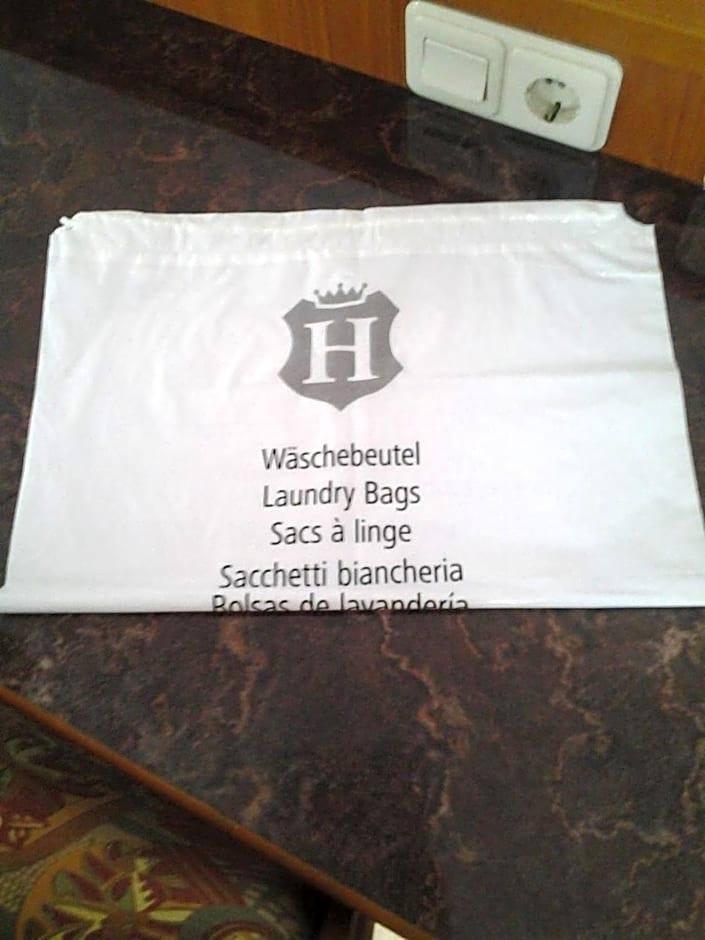 H
Wäschebeutel
Laundry Bags
Sacs à linge
Sacchetti biancheria
Bolsas de lavandería